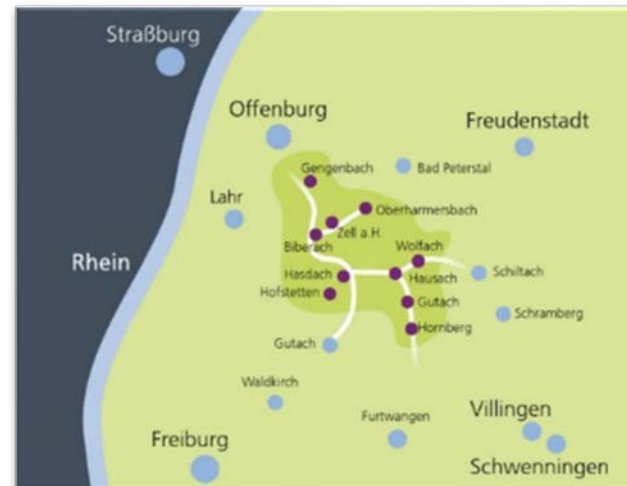 Straßburg
Offenburg
Freudenstadt
Gengenbach
Bad Peterstal
Lahr
Oberharmersbach
Zell a.H.
Biberach
Wolfach
Rhein
Hasdach
Hausach
Schiltach
Hofstetten
Gutach
Schramberg
Hornberg
Gutach
Waldkirch
Furtwangen
Villingen
Freiburg
Schwenningen